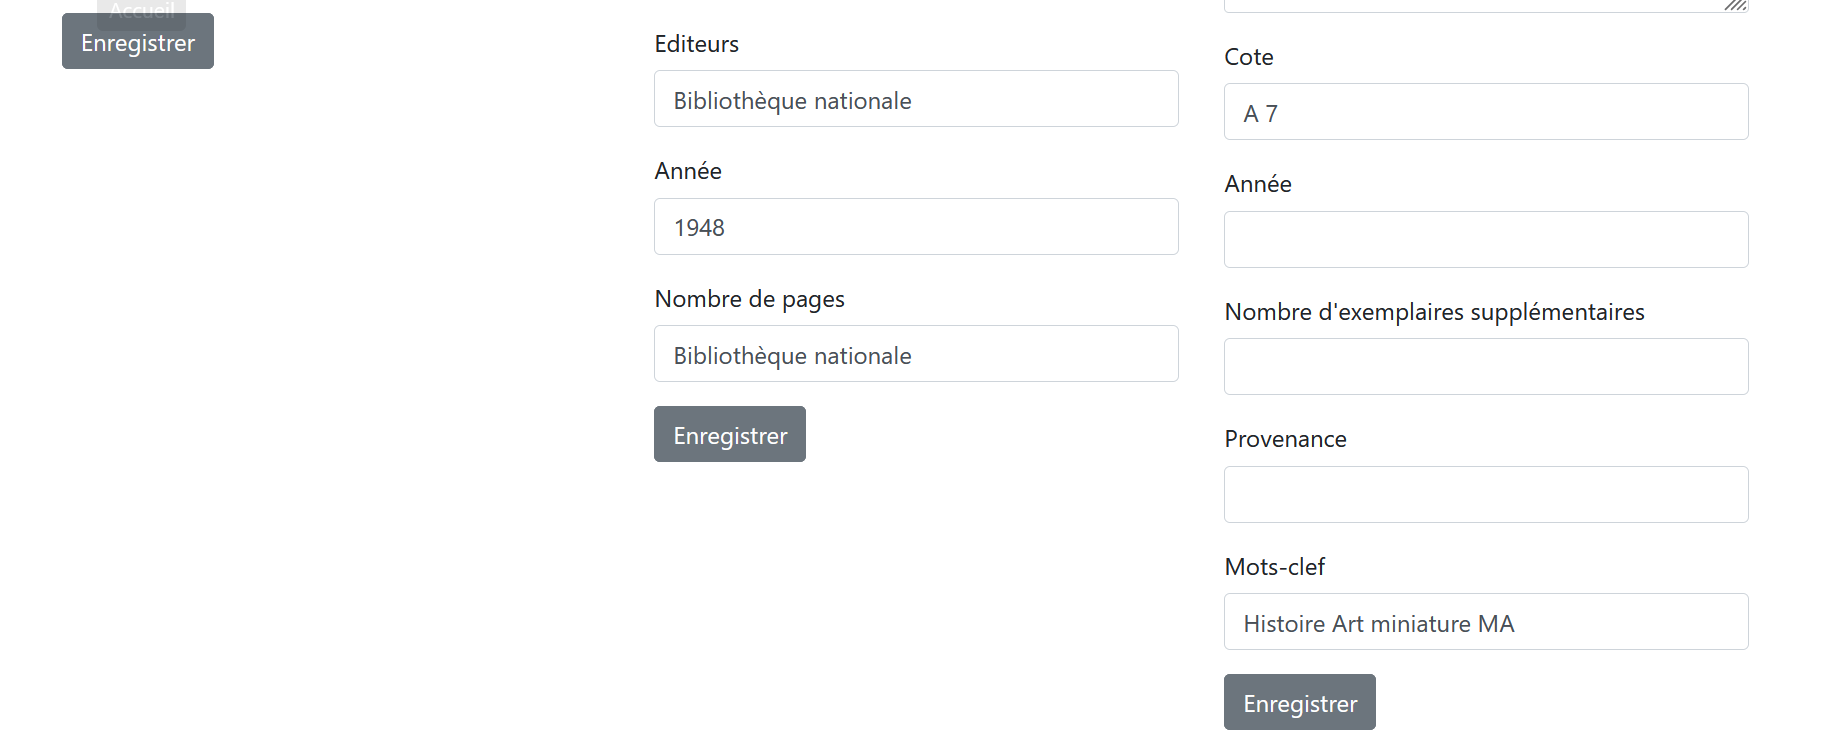 Accueil
Enregistrer
Editeurs
Bibliothèque nationale
Année
1948
Nombre de pages
Bibliothèque nationale
Enregistrer
Cote
A 7
Année
Nombre d'exemplaires supplémentaires
Provenance
Mots-clef
Histoire Art miniature MA
Enregistrer